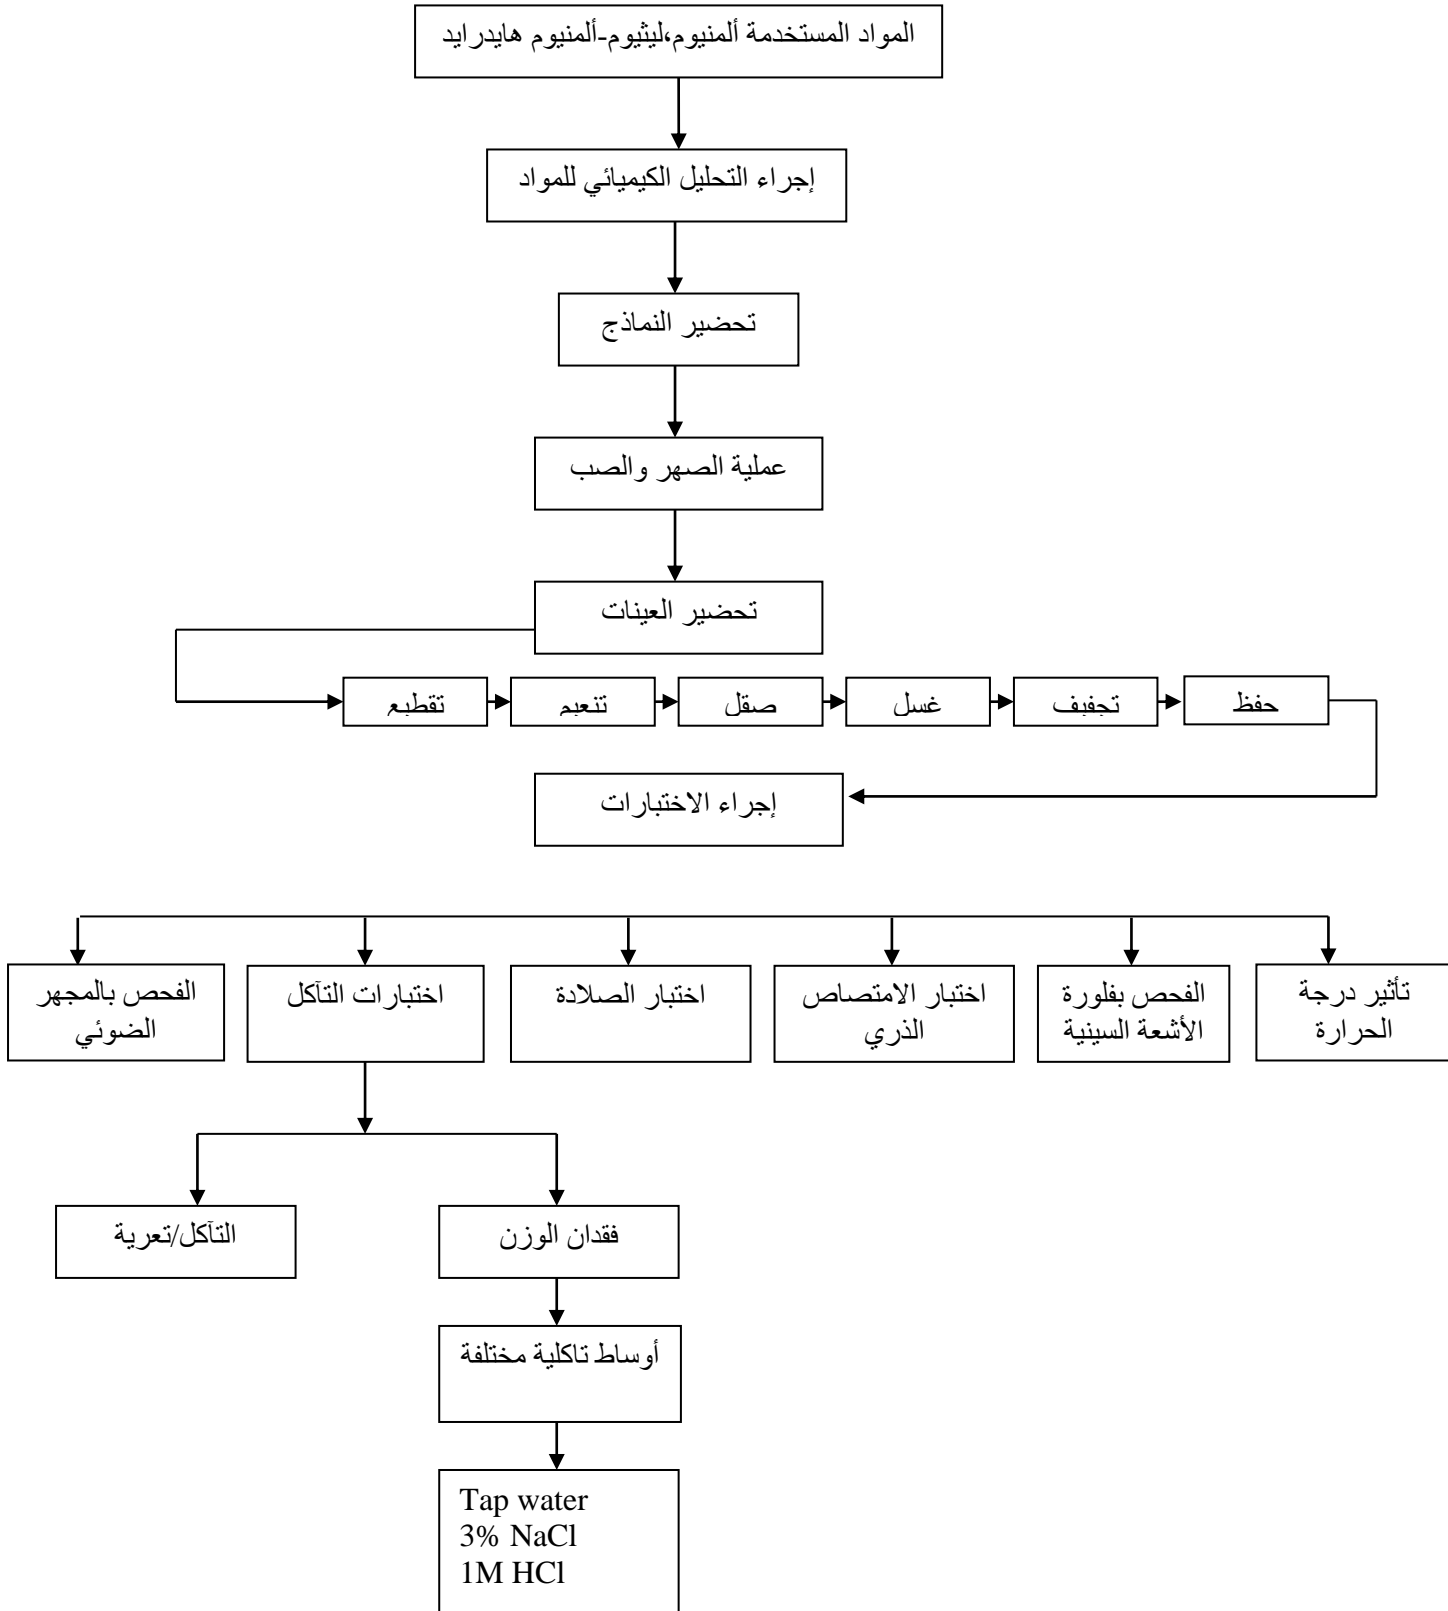 المواد المستخدمة ألمنيوم،ليثيوم-ألمنيوم هايدرايد
إجراء التحليل الكيميائي للمواد
تحضير النماذج
عملية الصهر والصب
تحضير العينات
تقطيع
تنعيم
صقل
غسل
تجفيف
حفظ
إجراء الاختبارات
تأثير درجة
الحرارة
الفحص بفلورة
الأشعة السينية
اختبار الامتصاص
الذري
اختبار الصلادة
اختبارات التآكل
الفحص بالمجهر
الضوئي
فقدان الوزن
التآكل/تعرية
أوساط تاكلية مختلفة
Tap water
3% NaCl
1M HCl